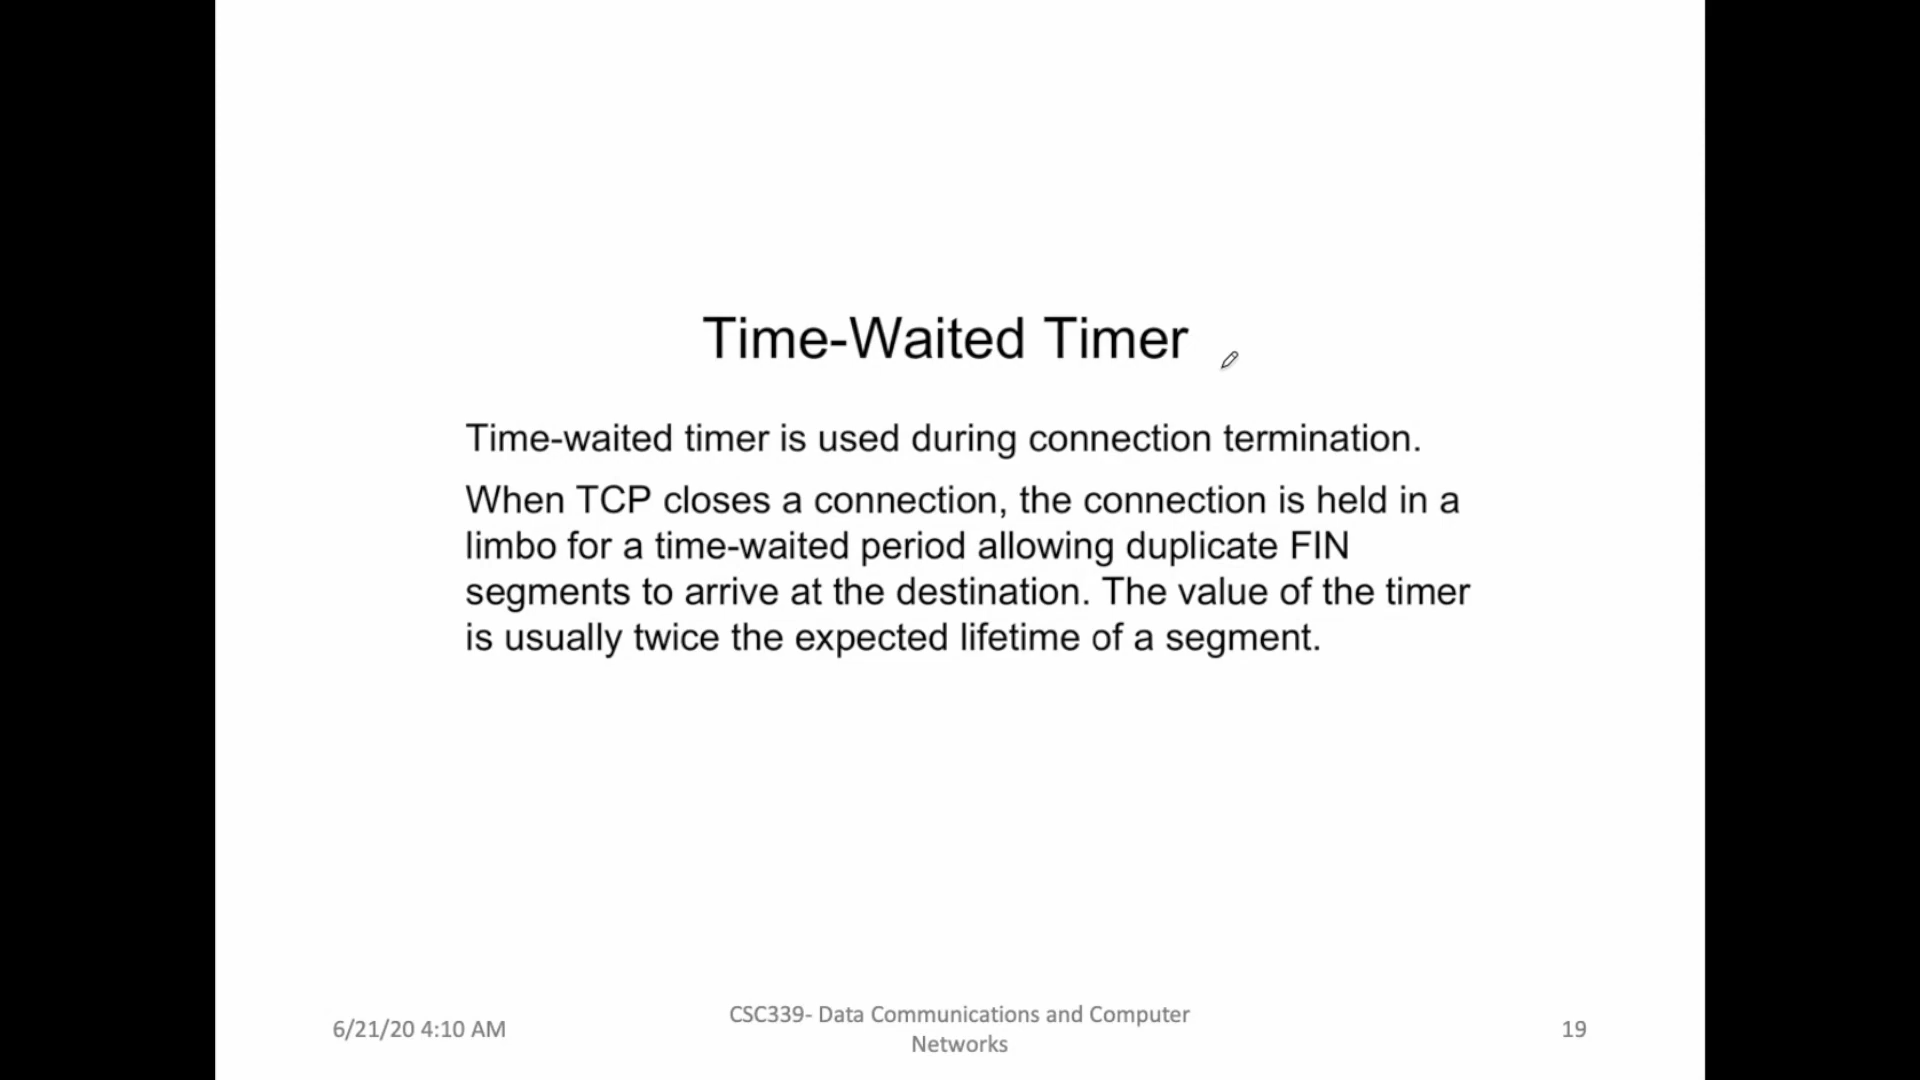 Time-Waited Timer
Time-waited timer is used during connection termination.
When TCP closes a connection, the connection is held in a
limbo for a time-waited period allowing duplicate FIN
segments to arrive at the destination. The value of the timer
is usually twice the expected lifetime of a segment.
6/21/20 4:10 AM
CSC339- Data Communications and Computer
Networks
19